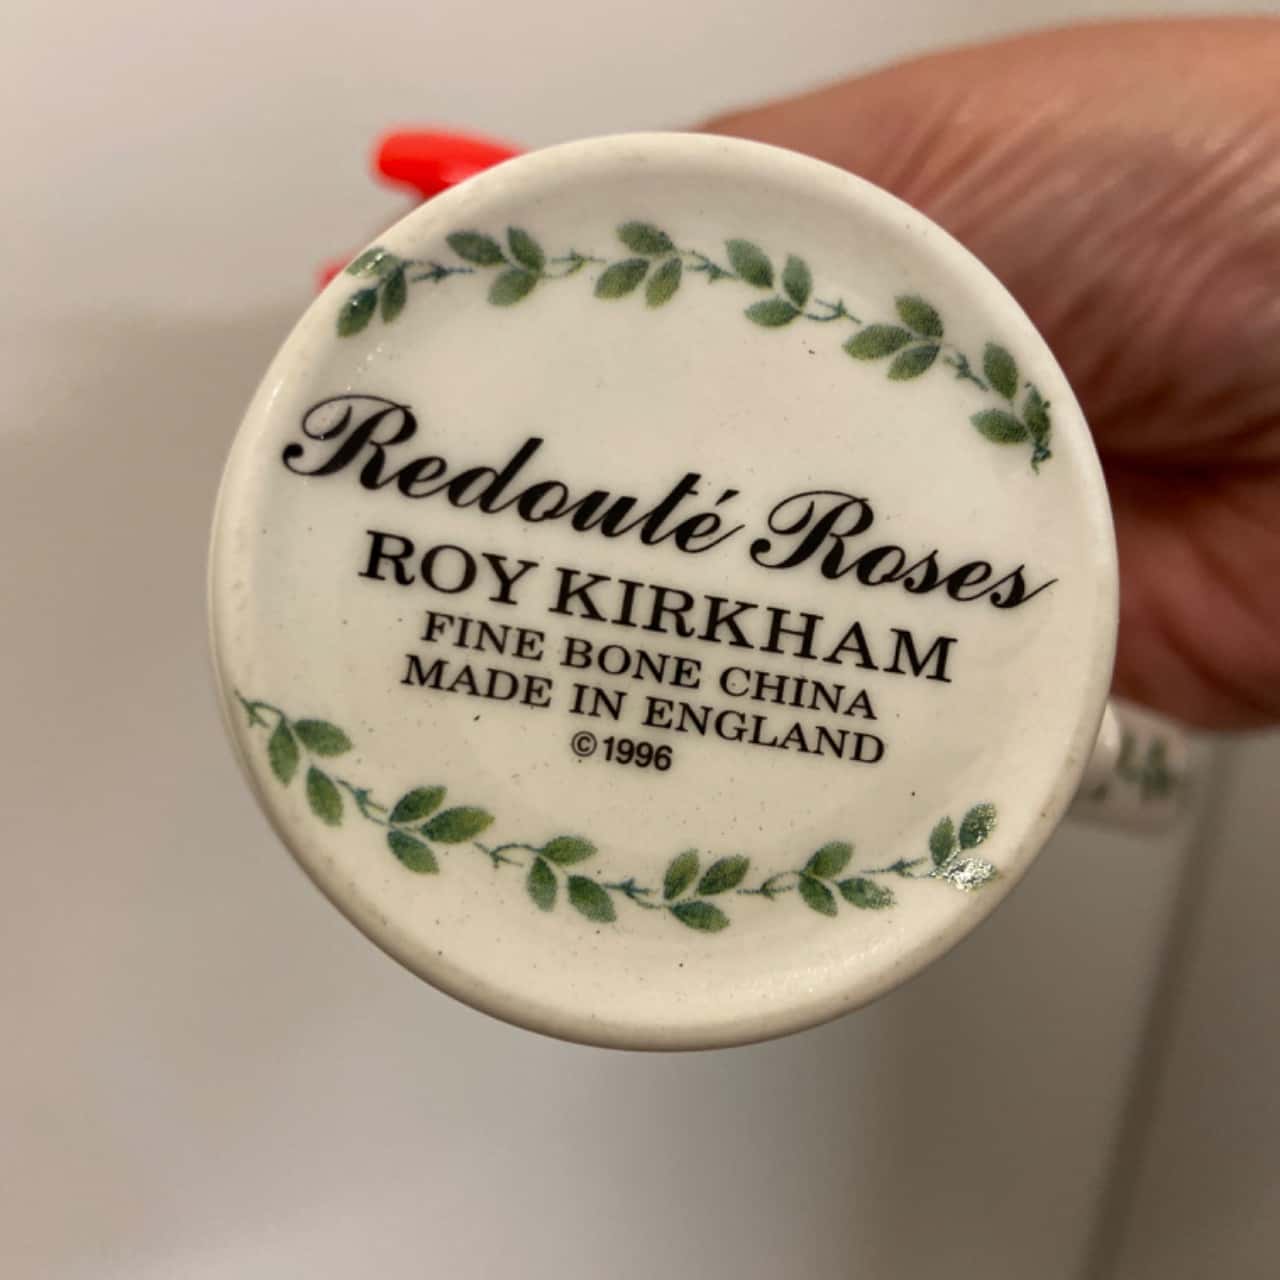 Redouté Roses
ROY KIRKHAM
FINE BONE CHINA
MADE IN ENGLAND
©1996